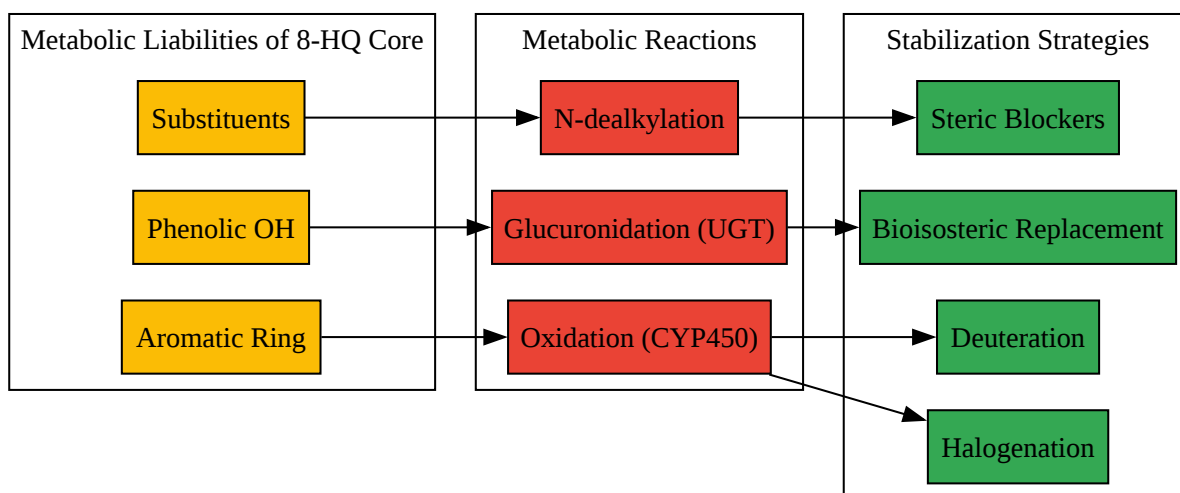 Metabolic Liabilities of 8-HQ Core
Metabolic Reactions
Stabilization Strategies
Substituents
N-dealkylation
Steric Blockers
Phenolic OH
Glucuronidation (UGT)
Bioisosteric Replacement
Aromatic Ring
Oxidation (CYP450)
Deuteration
Halogenation